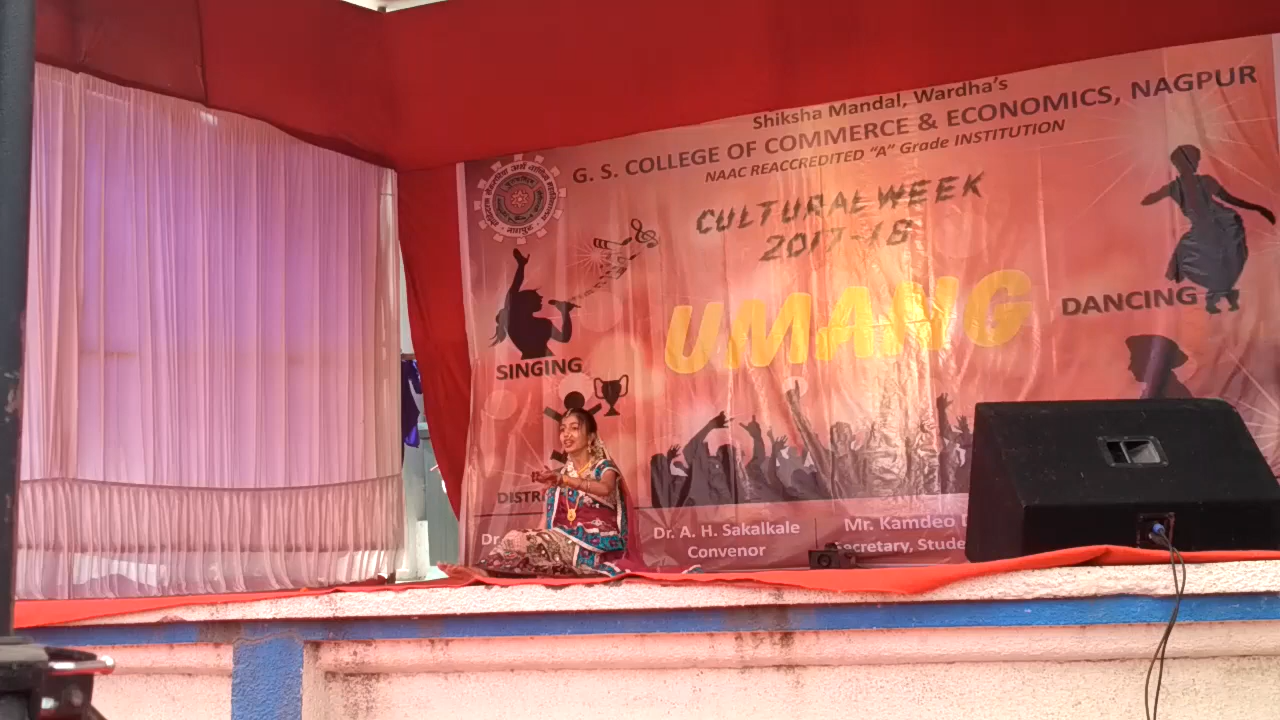 Shiksha Mandal, Wardha's
G. S. COLLEGE OF COMMERCE & ECONOMICS, NAGPUR
NAAC REACCREDITED “A” Grade INSTITUTION
CULTURAL WEEK
2017-18
UMANG
SINGING
DANCING
Dr. A. H. Sakalkale
Convenor
Mr. Kamdeo